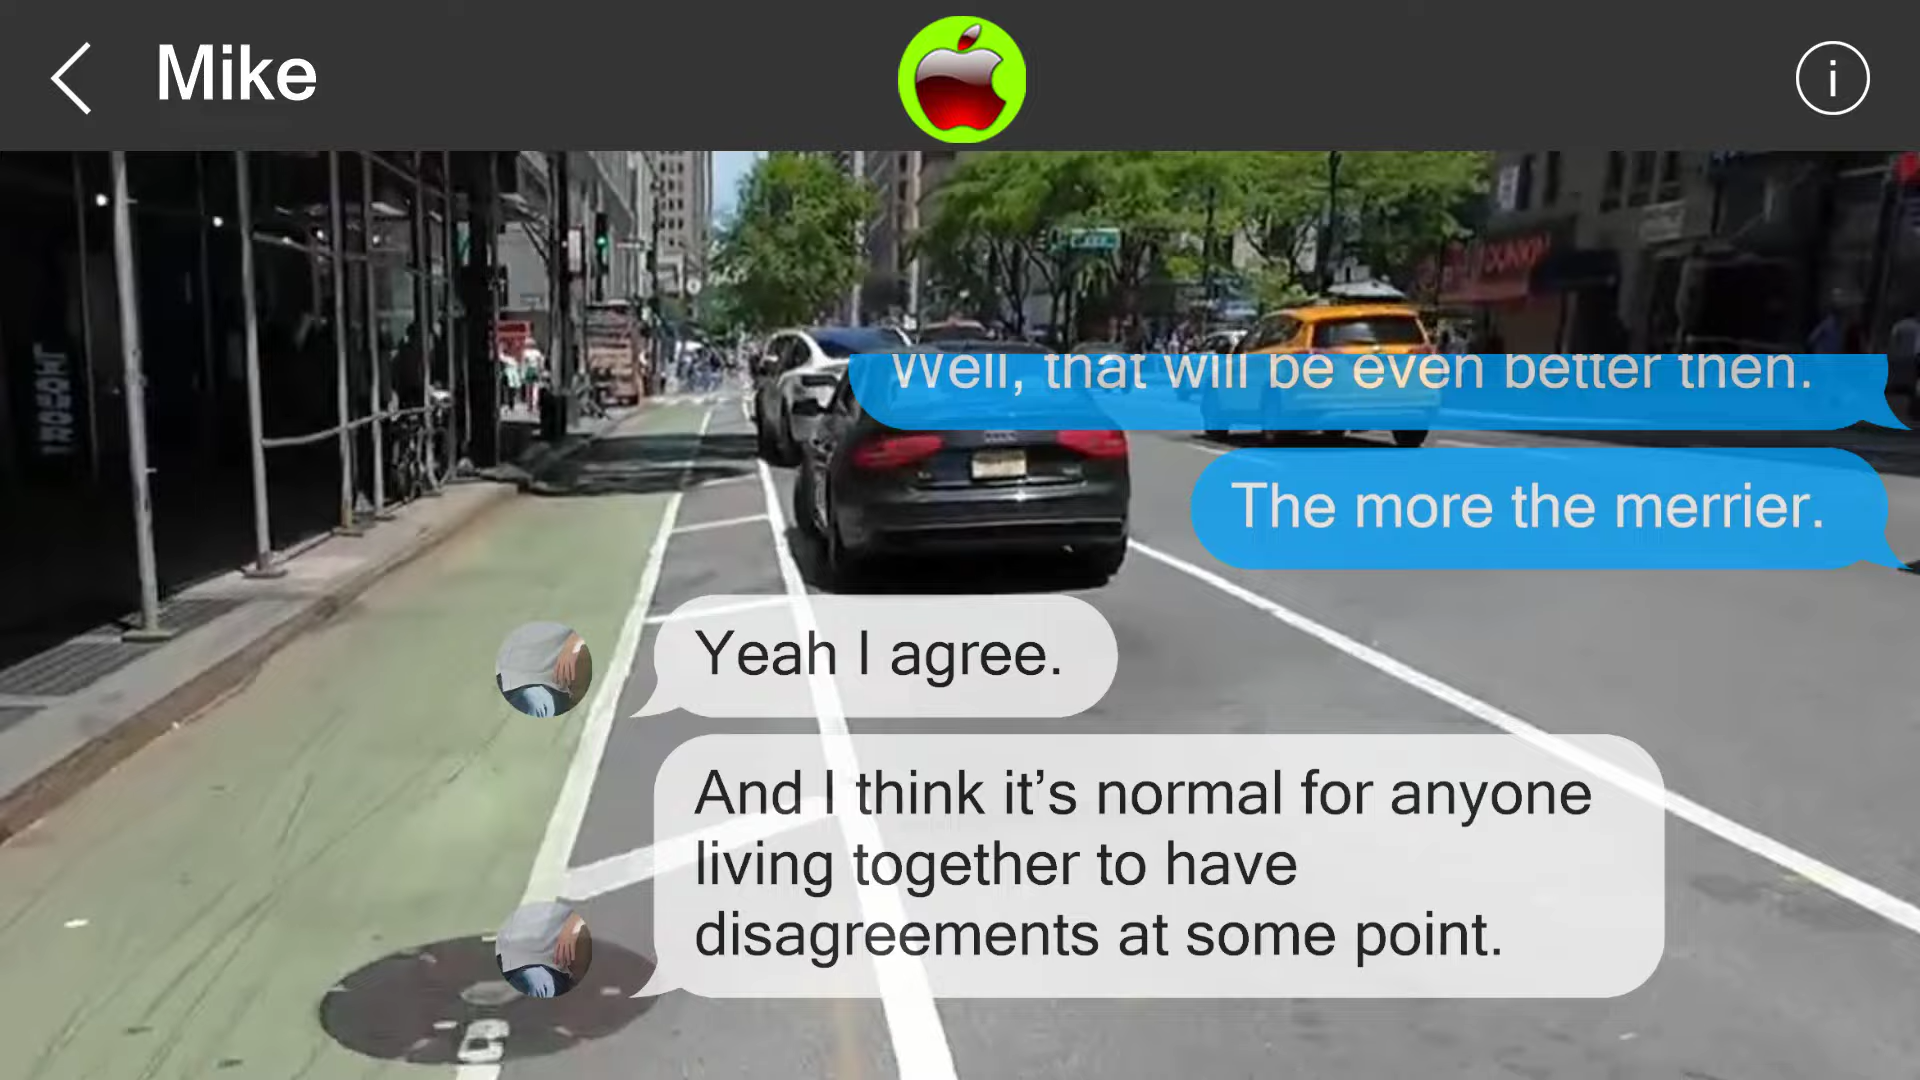 Mike
Well, that will be even better then.
The more the merrier.
Yeah I agree.
And I think it’s normal for anyone
living together to have
disagreements at some point.